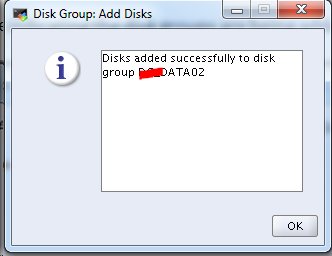 Disk Group: Add Disks
Disks added successfully to disk
group DATA02
OK